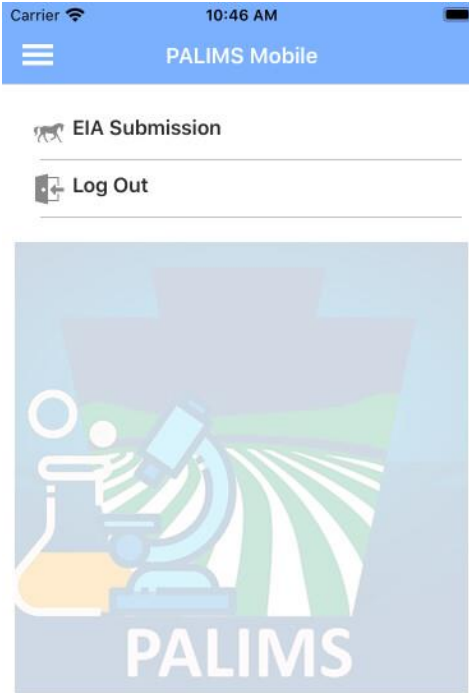 Carrier 10:46 AM
PALIMS Mobile
EIA Submission
Log Out
PALIMS